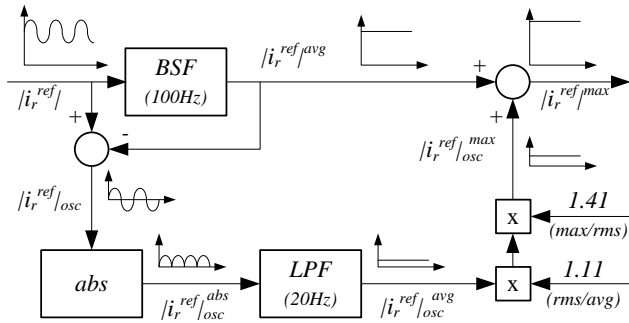 BSF
(100Hz)
|i_r^ref|
|i_r^ref|^avg
+
+
|i_r^ref|^max
+
-
|i_r^ref|_osc
|i_r^ref|_osc^max
1.41
(max/rms)
x
abs
|i_r^ref|_osc^abs
LPF
(20Hz)
|i_r^ref|_osc^avg
x
1.11
(rms/avg)